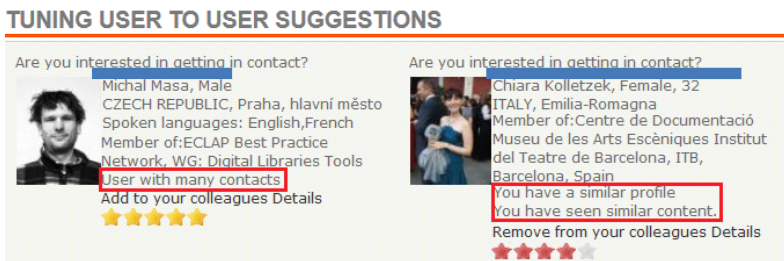 TUNING USER TO USER SUGGESTIONS
Are you interested in getting in contact?
Michal Masa, Male
CZECH REPUBLIC, Praha, hlavní město
Spoken languages: English,French
Member of:ECLAP Best Practice
Network, WG: Digital Libraries Tools
User with many contacts
Add to your colleagues Details
Are you interested in getting in contact?
Chiara Kolletzek, Female, 32
ITALY, Emilia-Romagna
Member of:Centre de Documentació
Museu de les Arts Escèniques Institut
del Teatre de Barcelona, ITB,
Barcelona, Spain
You have a similar profile
You have seen similar content.
Remove from your colleagues Details